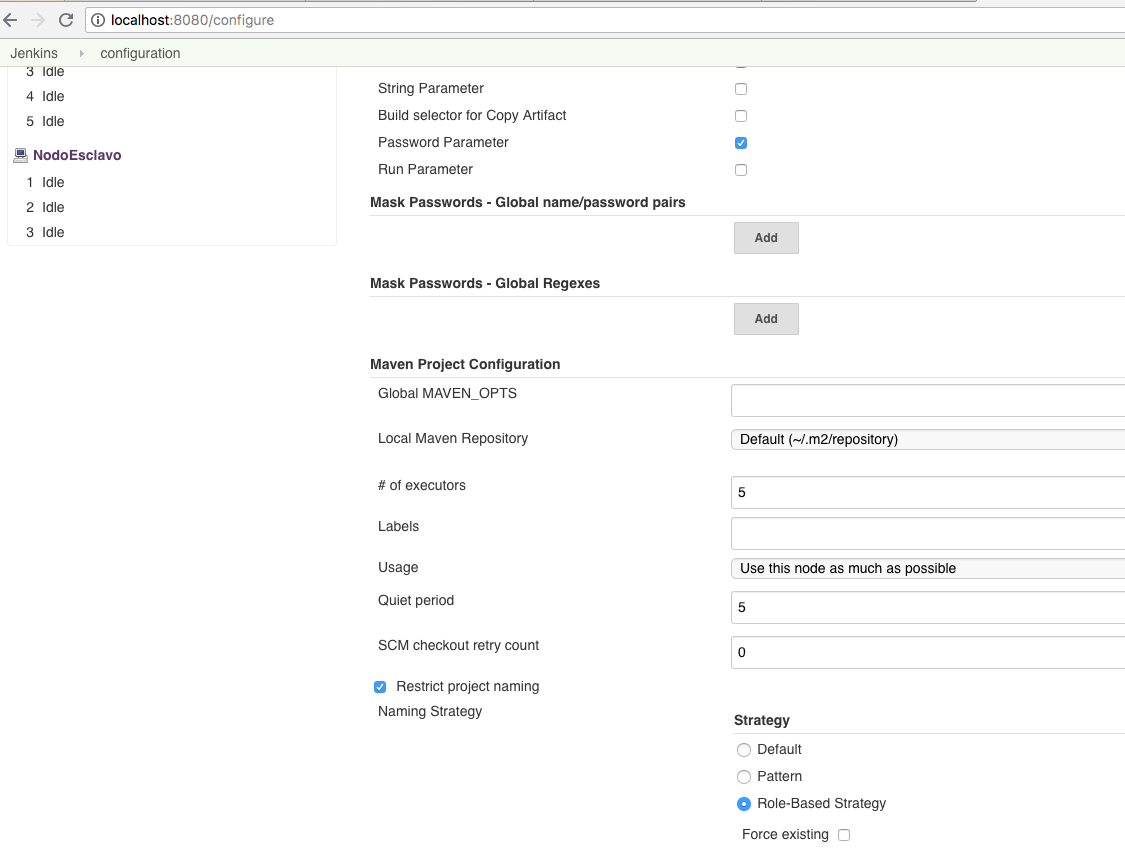 localhost:8080/configure
Jenkins configuration
3 Idle
4 Idle
5 Idle
NodoEsclavo
1 Idle
2 Idle
3 Idle
String Parameter
Build selector for Copy Artifact
Password Parameter
Run Parameter
Mask Passwords - Global name/password pairs
Add
Mask Passwords - Global Regexes
Add
Maven Project Configuration
Global MAVEN_OPTS
Local Maven Repository Default (~/.m2/repository)
# of executors 5
Labels
Usage Use this node as much as possible
Quiet period 5
SCM checkout retry count 0
Restrict project naming
Naming Strategy
Strategy
Default
Pattern
Role-Based Strategy
Force existing